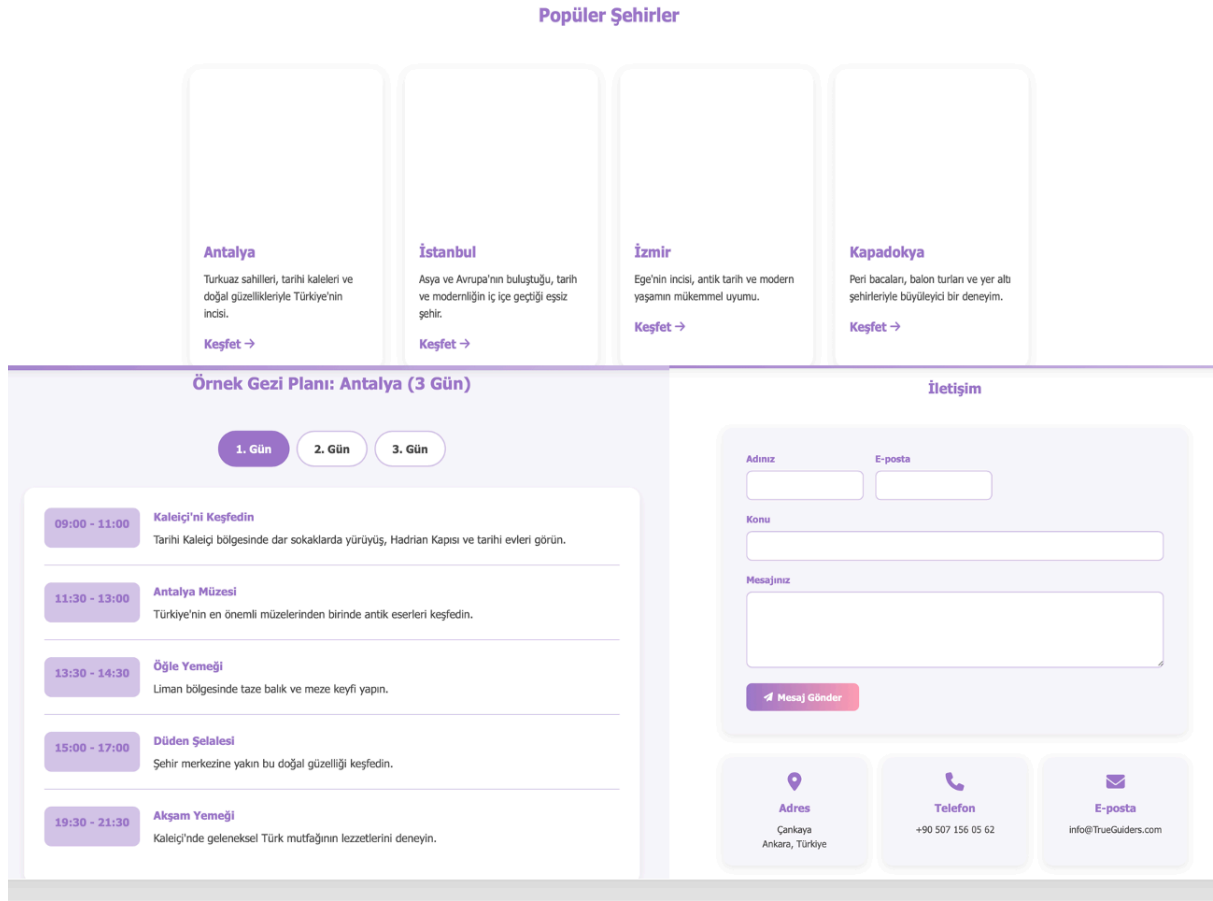 Popüler Şehirler
Antalya
Turkuaz sahilleri, tarihi kaleleri ve
doğal güzellikleriyle Türkiye'nin
incisi.
Keşfet →
İstanbul
Asya ve Avrupa'nın buluştuğu, tarih
ve modernliğin iç içe geçtiği eşsiz
şehir.
Keşfet →
İzmir
Ege'nin incisi, antik tarih ve modern
yaşamın mükemmel uyumu.
Keşfet →
Kapadokya
Peri bacaları, balon turları ve yer altı
şehirleriyle büyüleyici bir deneyim.
Keşfet →
Örnek Gezi Planı: Antalya (3 Gün)
1. Gün
2. Gün
3. Gün
09:00 - 11:00
Kaleiçi'ni Keşfedin
Tarihi Kaleiçi bölgesinde dar sokaklarda yürüyüş, Hadrian Kapısı ve tarihi evleri görün.
11:30 - 13:00
Antalya Müzesi
Türkiye'nin en önemli müzelerinden birinde antik eserleri keşfedin.
13:30 - 14:30
Öğle Yemeği
Liman bölgesinde taze balık ve meze keyfi yapın.
15:00 - 17:00
Düden Şelalesi
Şehir merkezine yakın bu doğal güzelliği keşfedin.
19:30 - 21:30
Akşam Yemeği
Kaleiçi'nde geleneksel Türk mutfağının lezzetlerini deneyin.
İletişim
Adınız
E-posta
Konu
Mesajınız
Mesaj Gönder
Adres
Çankaya
Ankara, Türkiye
Telefon
+90 507 156 05 62
E-posta
info@TrueGuiders.com